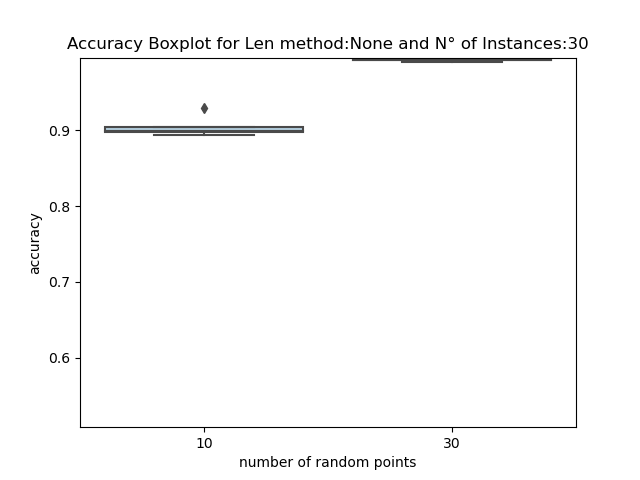 Accuracy Boxplot for Len method:None and N° of Instances:30
0.9
0.8
0.7
0.6
accuracy
10
30
number of random points